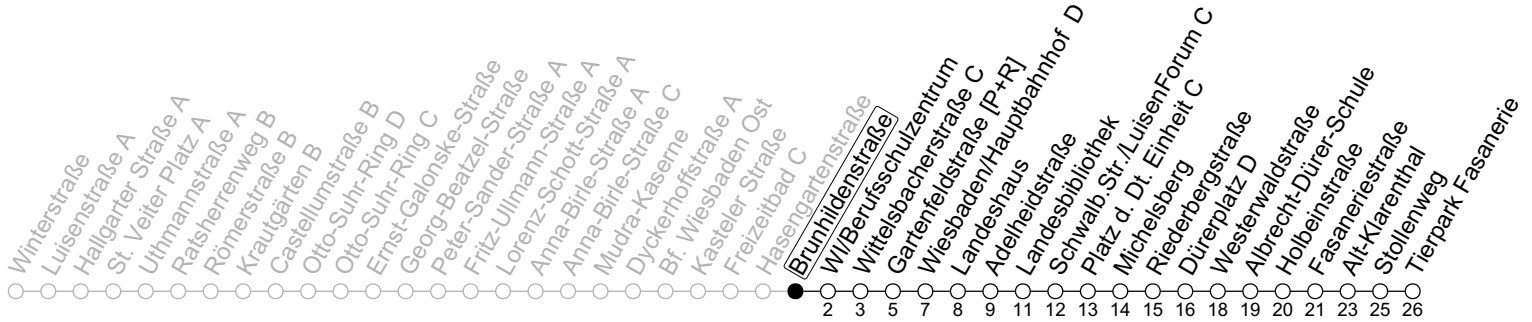 Winterstraße
Luisenstraße A
Hallgarter Straße A
St. Veiter Platz A
Uthmannstraße A
Ratsherrenweg B
Römerstraße B
Krautgärten B
Castellumstraße B
Otto-Suhr-Ring D
Otto-Suhr-Ring C
Ernst-Galonske-Straße
Georg-Beatzel-Straße
Peter-Sander-Straße A
Fritz-Ullmann-Straße A
Lorenz-Schott-Straße A
Anna-Birle-Straße A
Anna-Birle-Straße C
Mudra-Kaserne
Dyckerhoffstraße A
Bf. Wiesbaden Ost
Kasteler Straße
Freizeitbad C
Hasengartenstraße
Brunhildenstraße
WI/Berufsschulzentrum
Wittelsbacherstraße C
Gartenfeldstraße [P+R]
Wiesbaden/Hauptbahnhof D
Landeshaus
Adelheidstraße
Landesbibliothek
Schwalb.Str./LuisenForum C
Platz d. Dt. Einheit C
Michelsberg
Riederbergstraße
Dürerplatz D
Westerwaldstraße
Albrecht-Dürer-Schule
Holbeinstraße
Fasaneriestraße
Alt-Klarenthal
Stollenweg
Tierpark Fasanerie
2 3 5 7 8 9 11 12 13 14 15 16 18 19 20 21 23 25 26